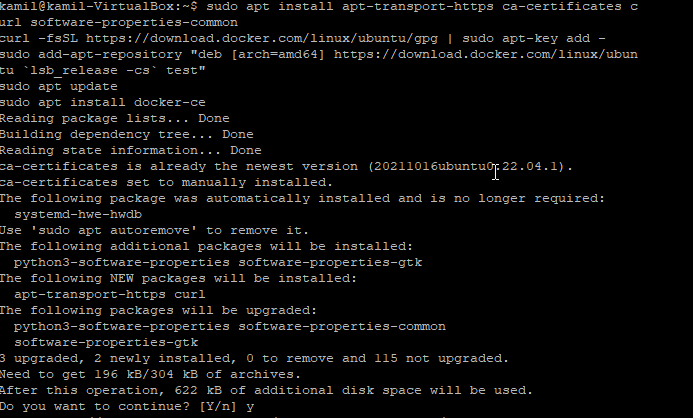 kamil@kamil-VirtualBox:~$ sudo apt install apt-transport-https ca-certificates c
url software-properties-common
curl -fsSL https://download.docker.com/linux/ubuntu/gpg | sudo apt-key add -
sudo add-apt-repository "deb [arch=amd64] https://download.docker.com/linux/ubun
tu `lsb_release -cs` test"
sudo apt update
sudo apt install docker-ce
Reading package lists... Done
Building dependency tree... Done
Reading state information... Done
ca-certificates is already the newest version (20211016ubuntu0.22.04.1).
ca-certificates set to manually installed.
The following package was automatically installed and is no longer required:
  systemd-hwe-hwdb
Use 'sudo apt autoremove' to remove it.
The following additional packages will be installed:
  python3-software-properties software-properties-gtk
The following NEW packages will be installed:
  apt-transport-https curl
The following packages will be upgraded:
  python3-software-properties software-properties-common
  software-properties-gtk
3 upgraded, 2 newly installed, 0 to remove and 115 not upgraded.
Need to get 196 kB/304 kB of archives.
After this operation, 622 kB of additional disk space will be used.
Do you want to continue? [Y/n] y